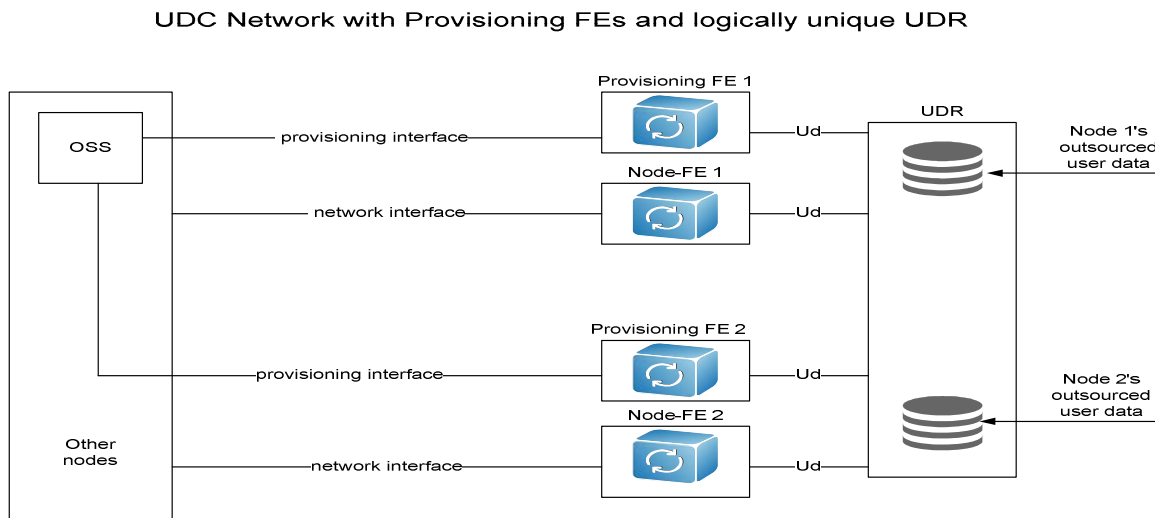 UDC Network with Provisioning FEs and logically unique UDR
Provisioning FE 1
OSS
provisioning interface
Ud
UDR
Node 1's
outsourced
user data
Node-FE 1
network interface
Ud
Provisioning FE 2
provisioning interface
Ud
Node 2's
outsourced
user data
Node-FE 2
Other
nodes
network interface
Ud